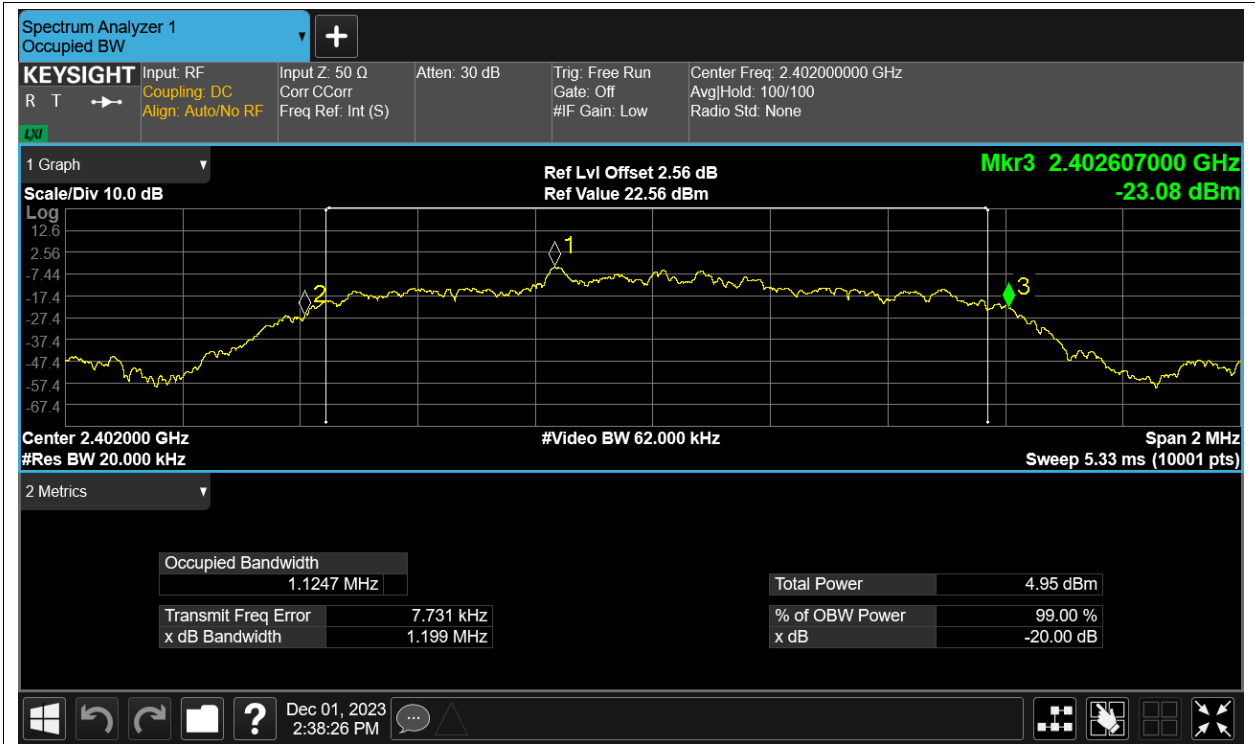 Spectrum Analyzer 1
Occupied BW
▼
+
KEYSIGHT
R T
LXI
Input: RF
Coupling: DC
Align: Auto/No RF
Input Z: 50 Ω
Corr CCorr
Freq Ref: Int (S)
Atten: 30 dB
Trig: Free Run
Gate: Off
#IF Gain: Low
Center Freq: 2.402000000 GHz
Avg|Hold: 100/100
Radio Std: None
1 Graph ▼
Scale/Div 10.0 dB
Ref Lvl Offset 2.56 dB
Ref Value 22.56 dBm
Mkr3 2.402607000 GHz
-23.08 dBm
Log
12.6
2.56
-7.44
-17.4
-27.4
-37.4
-47.4
-57.4
-67.4
1
2
3
Center 2.402000 GHz
#Res BW 20.000 kHz
#Video BW 62.000 kHz
Span 2 MHz
Sweep 5.33 ms (10001 pts)
2 Metrics ▼
Occupied Bandwidth
1.1247 MHz
Transmit Freq Error 7.731 kHz
x dB Bandwidth 1.199 MHz
Total Power 4.95 dBm
% of OBW Power 99.00 %
x dB -20.00 dB
?
Dec 01, 2023
2:38:26 PM